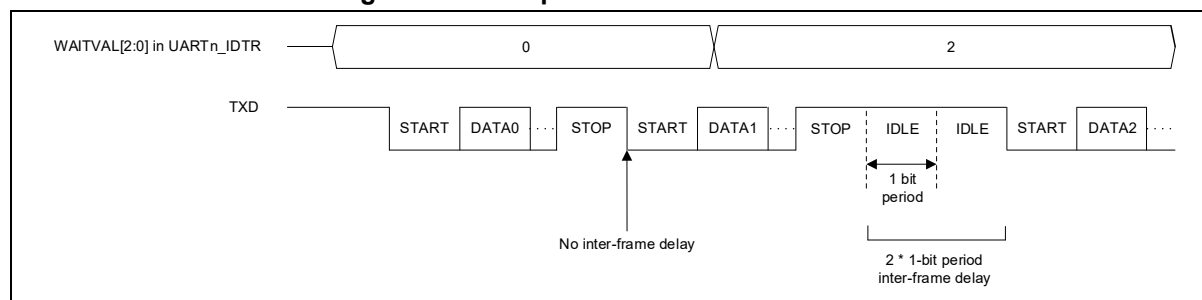 WAITVAL[2:0] in UARTn_IDTR 0 2
TXD
START DATA0 ···· STOP START DATA1 ···· STOP IDLE IDLE START DATA2 ····
1 bit
period
No inter-frame delay
2 * 1-bit period
inter-frame delay